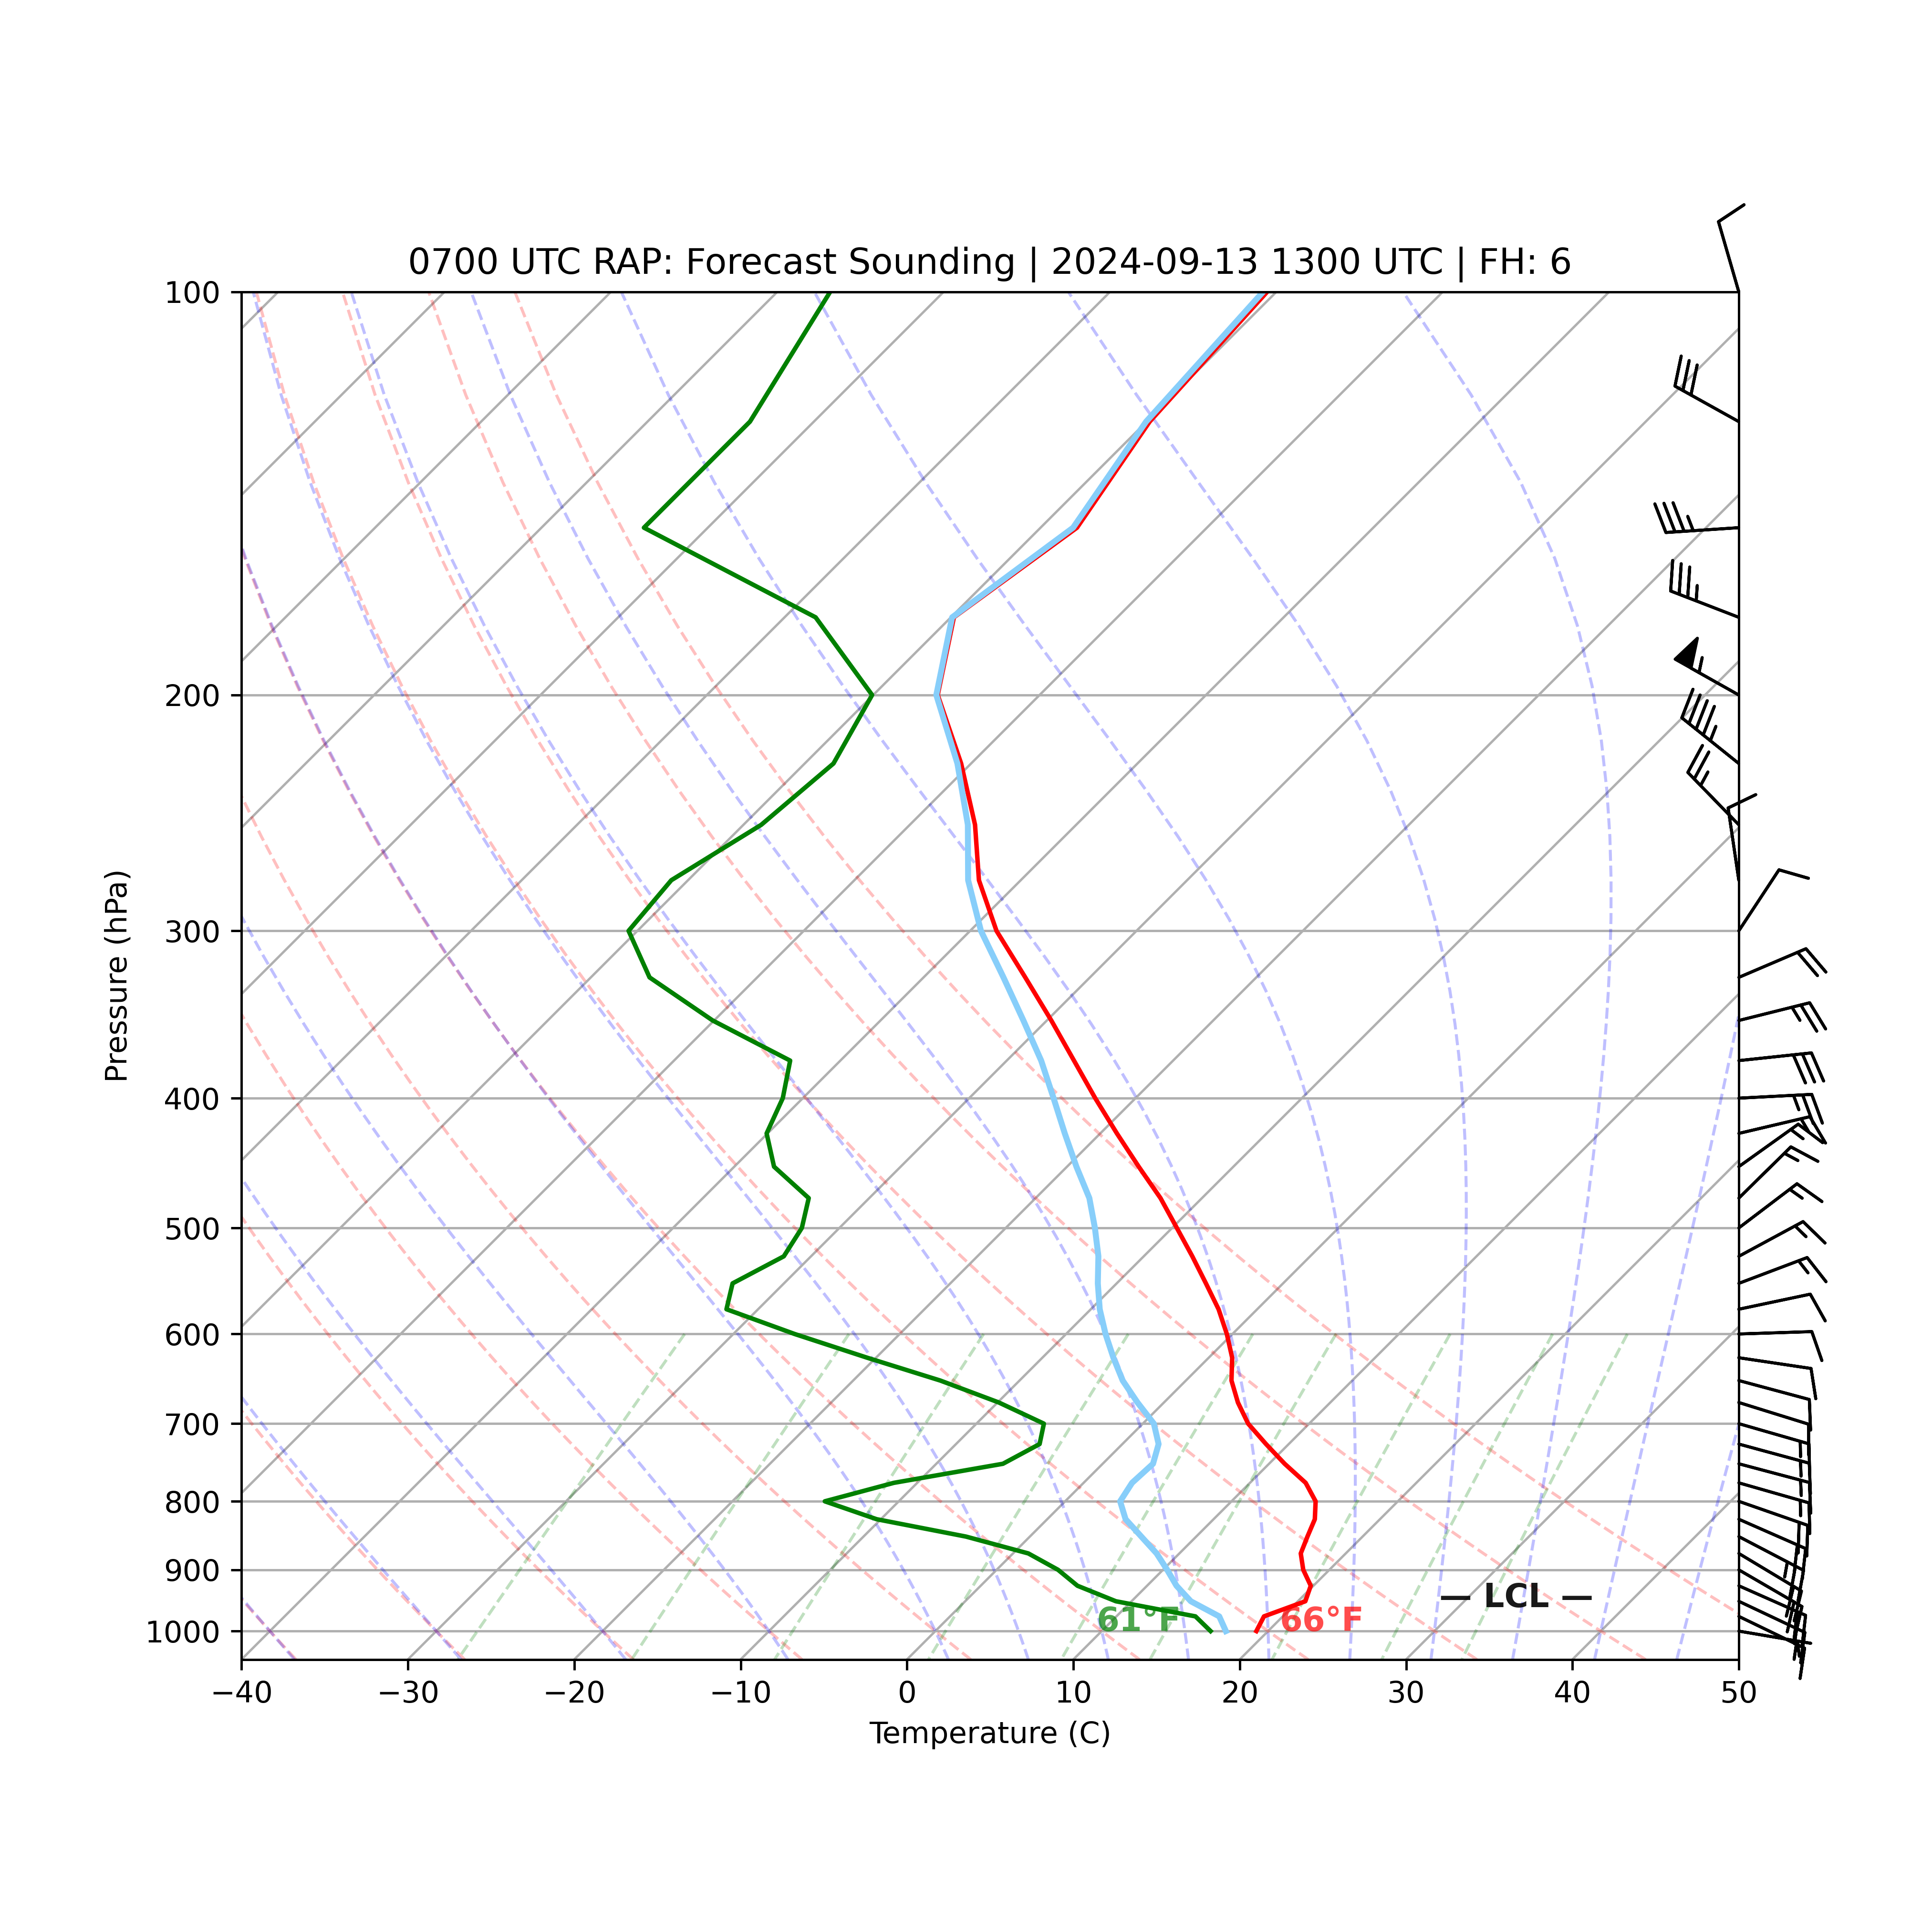 0700 UTC RAP: Forecast Sounding | 2024-09-13 1300 UTC | FH: 6
100
200
300
400
500
600
700
800
900
1000
Pressure (hPa)
— LCL —
61°F
66°F
−40 −30 −20 −10 0 10 20 30 40 50
Temperature (C)